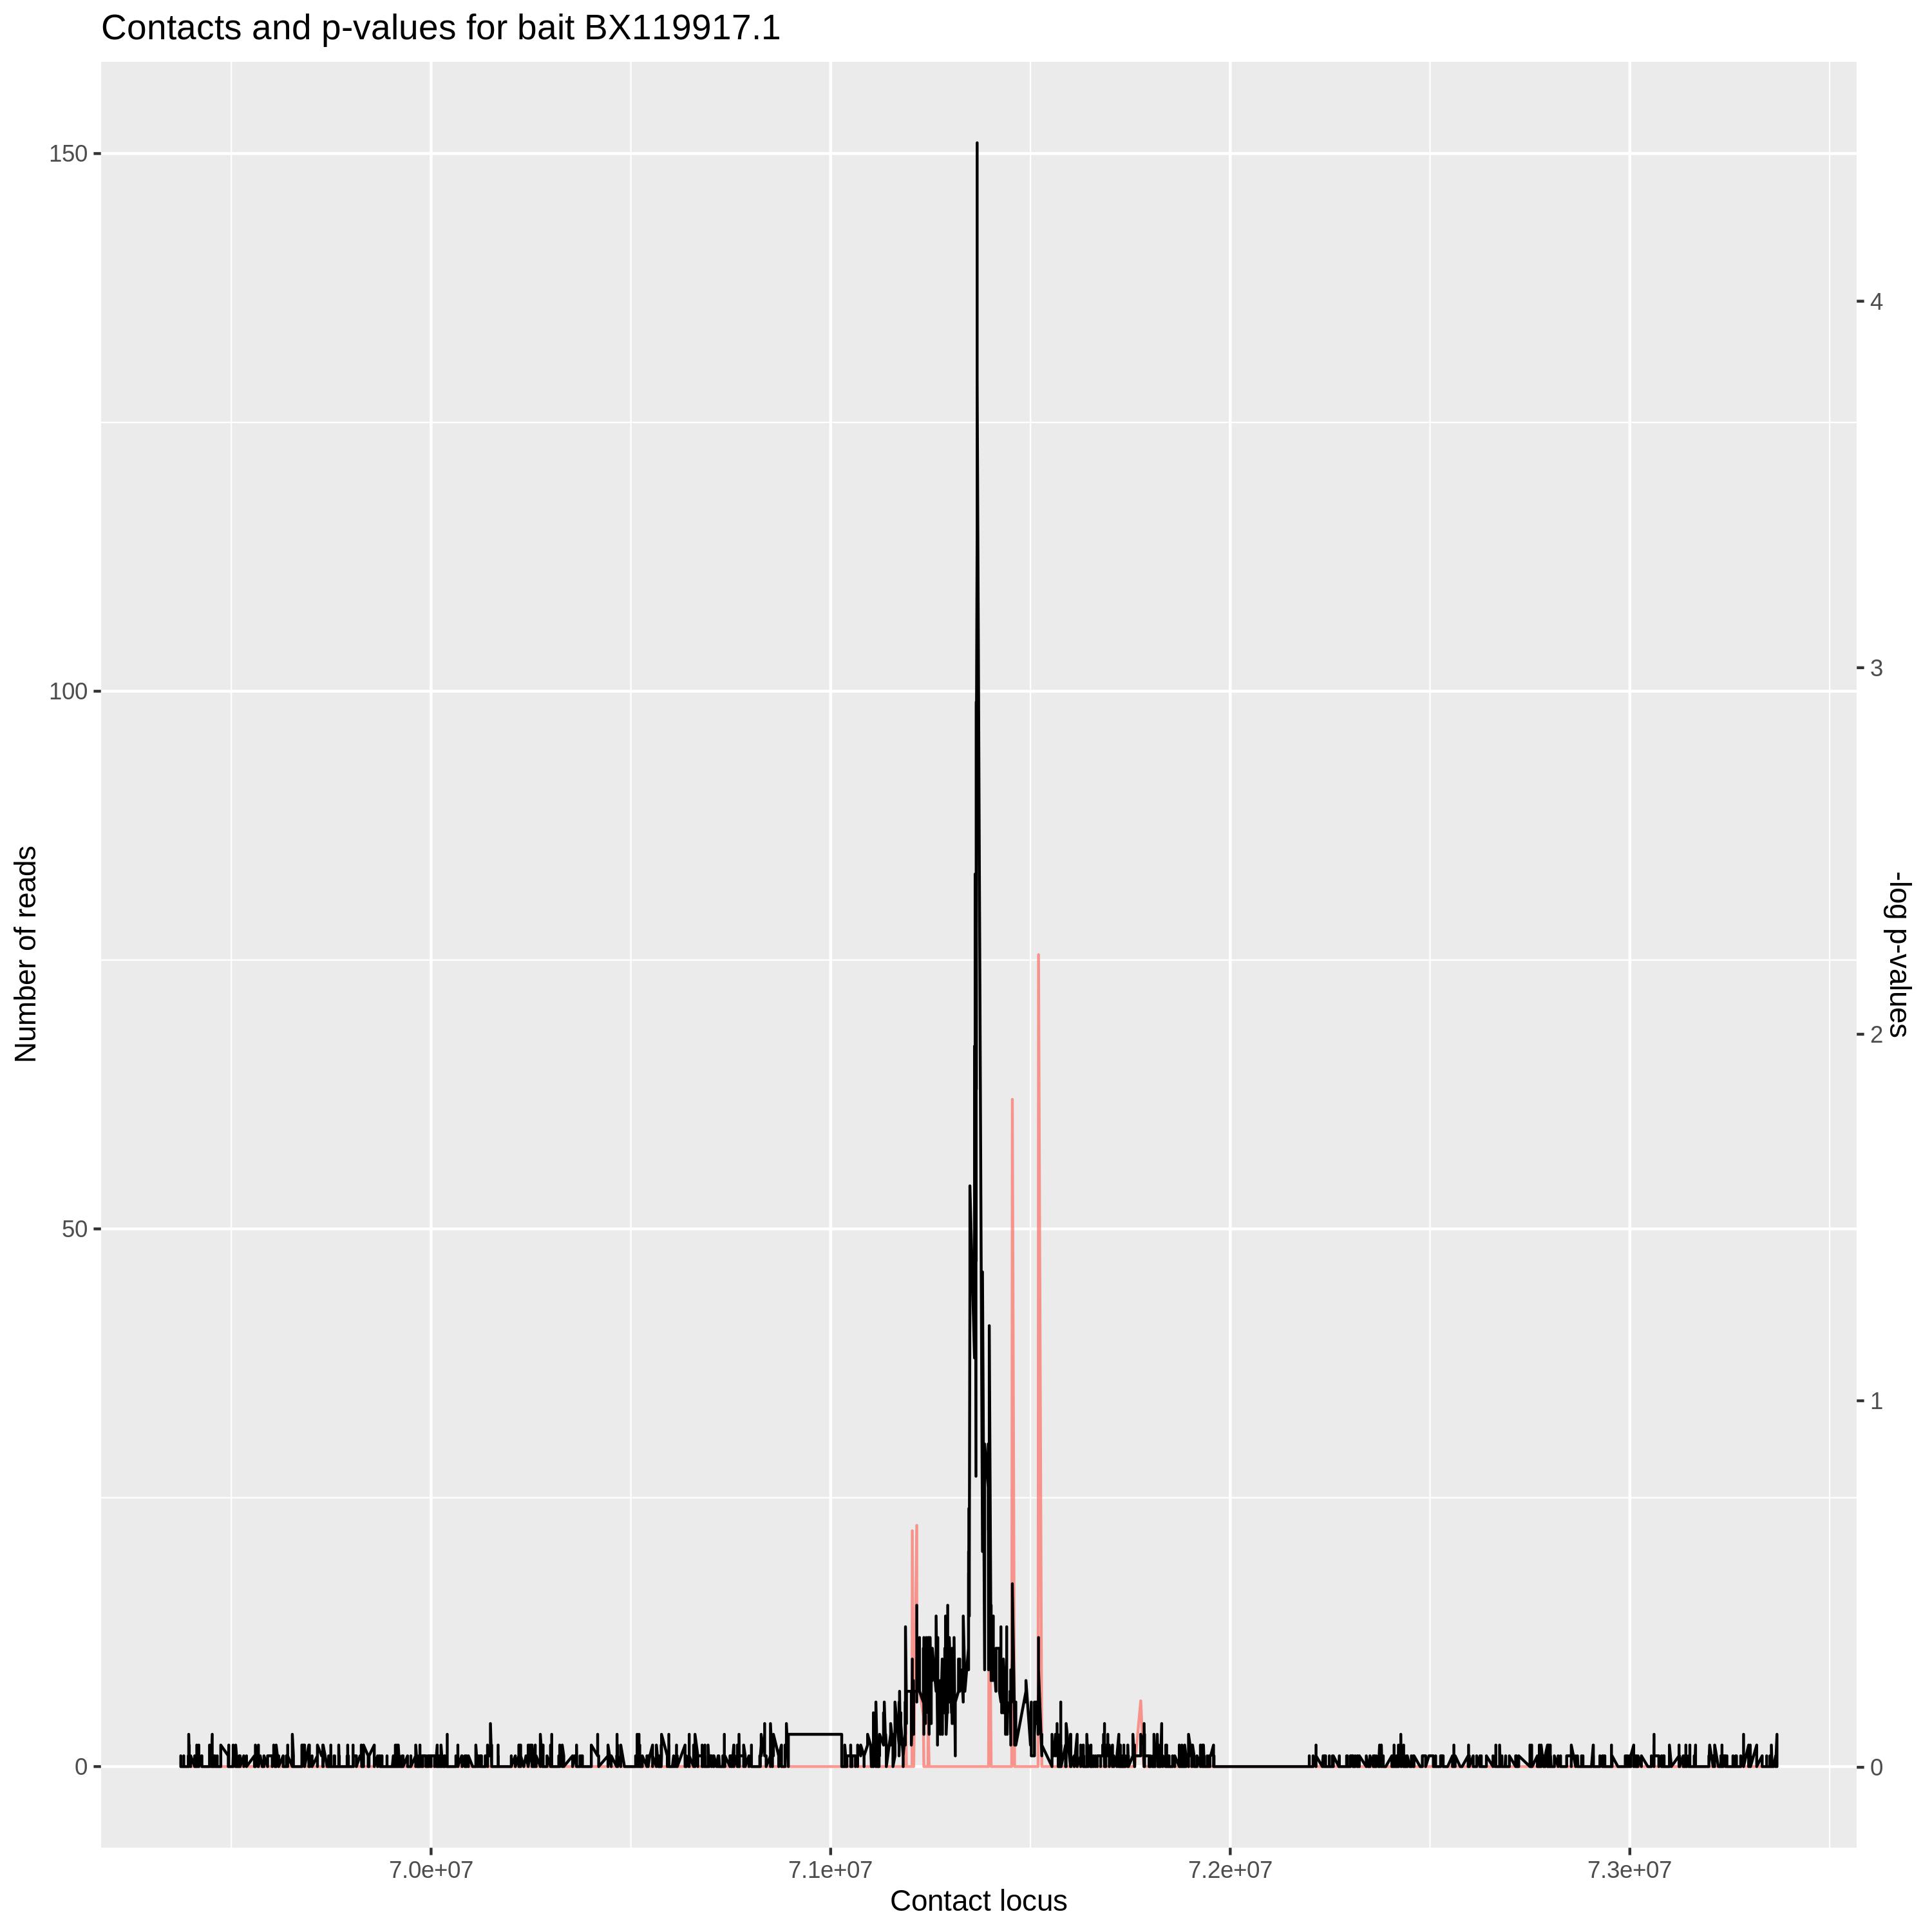 Contacts and p-values for bait BX119917.1
150
100
50
0
Number of reads
4
3
2
1
0
-log p-values
7.0e+07
7.1e+07
7.2e+07
7.3e+07
Contact locus